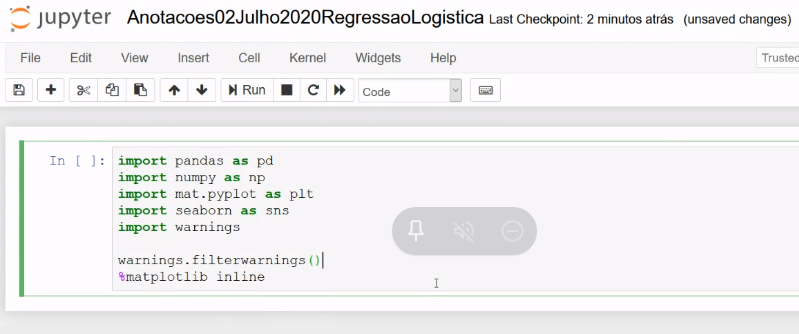 jupyter Anotacoes02Julho2020RegressaoLogistica Last Checkpoint: 2 minutos atrás (unsaved changes)
File Edit View Insert Cell Kernel Widgets Help Trusted
Run Code
In [ ]: import pandas as pd
import numpy as np
import mat.pyplot as plt
import seaborn as sns
import warnings
warnings.filterwarnings()
%matplotlib inline